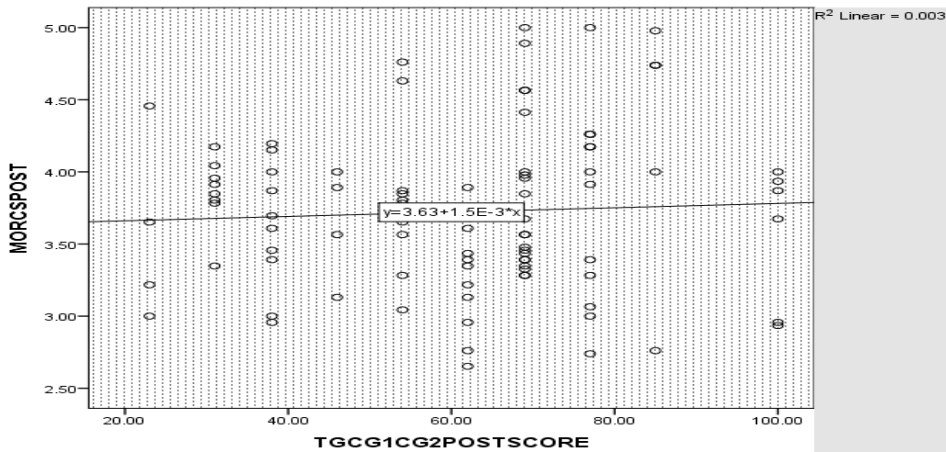 R² Linear = 0.003
5.00
4.50
4.00
3.50
3.00
2.50
MORCSPOST
y=3.63+1.5E-3*x
20.00
40.00
60.00
80.00
100.00
TGCG1CG2POSTSCORE